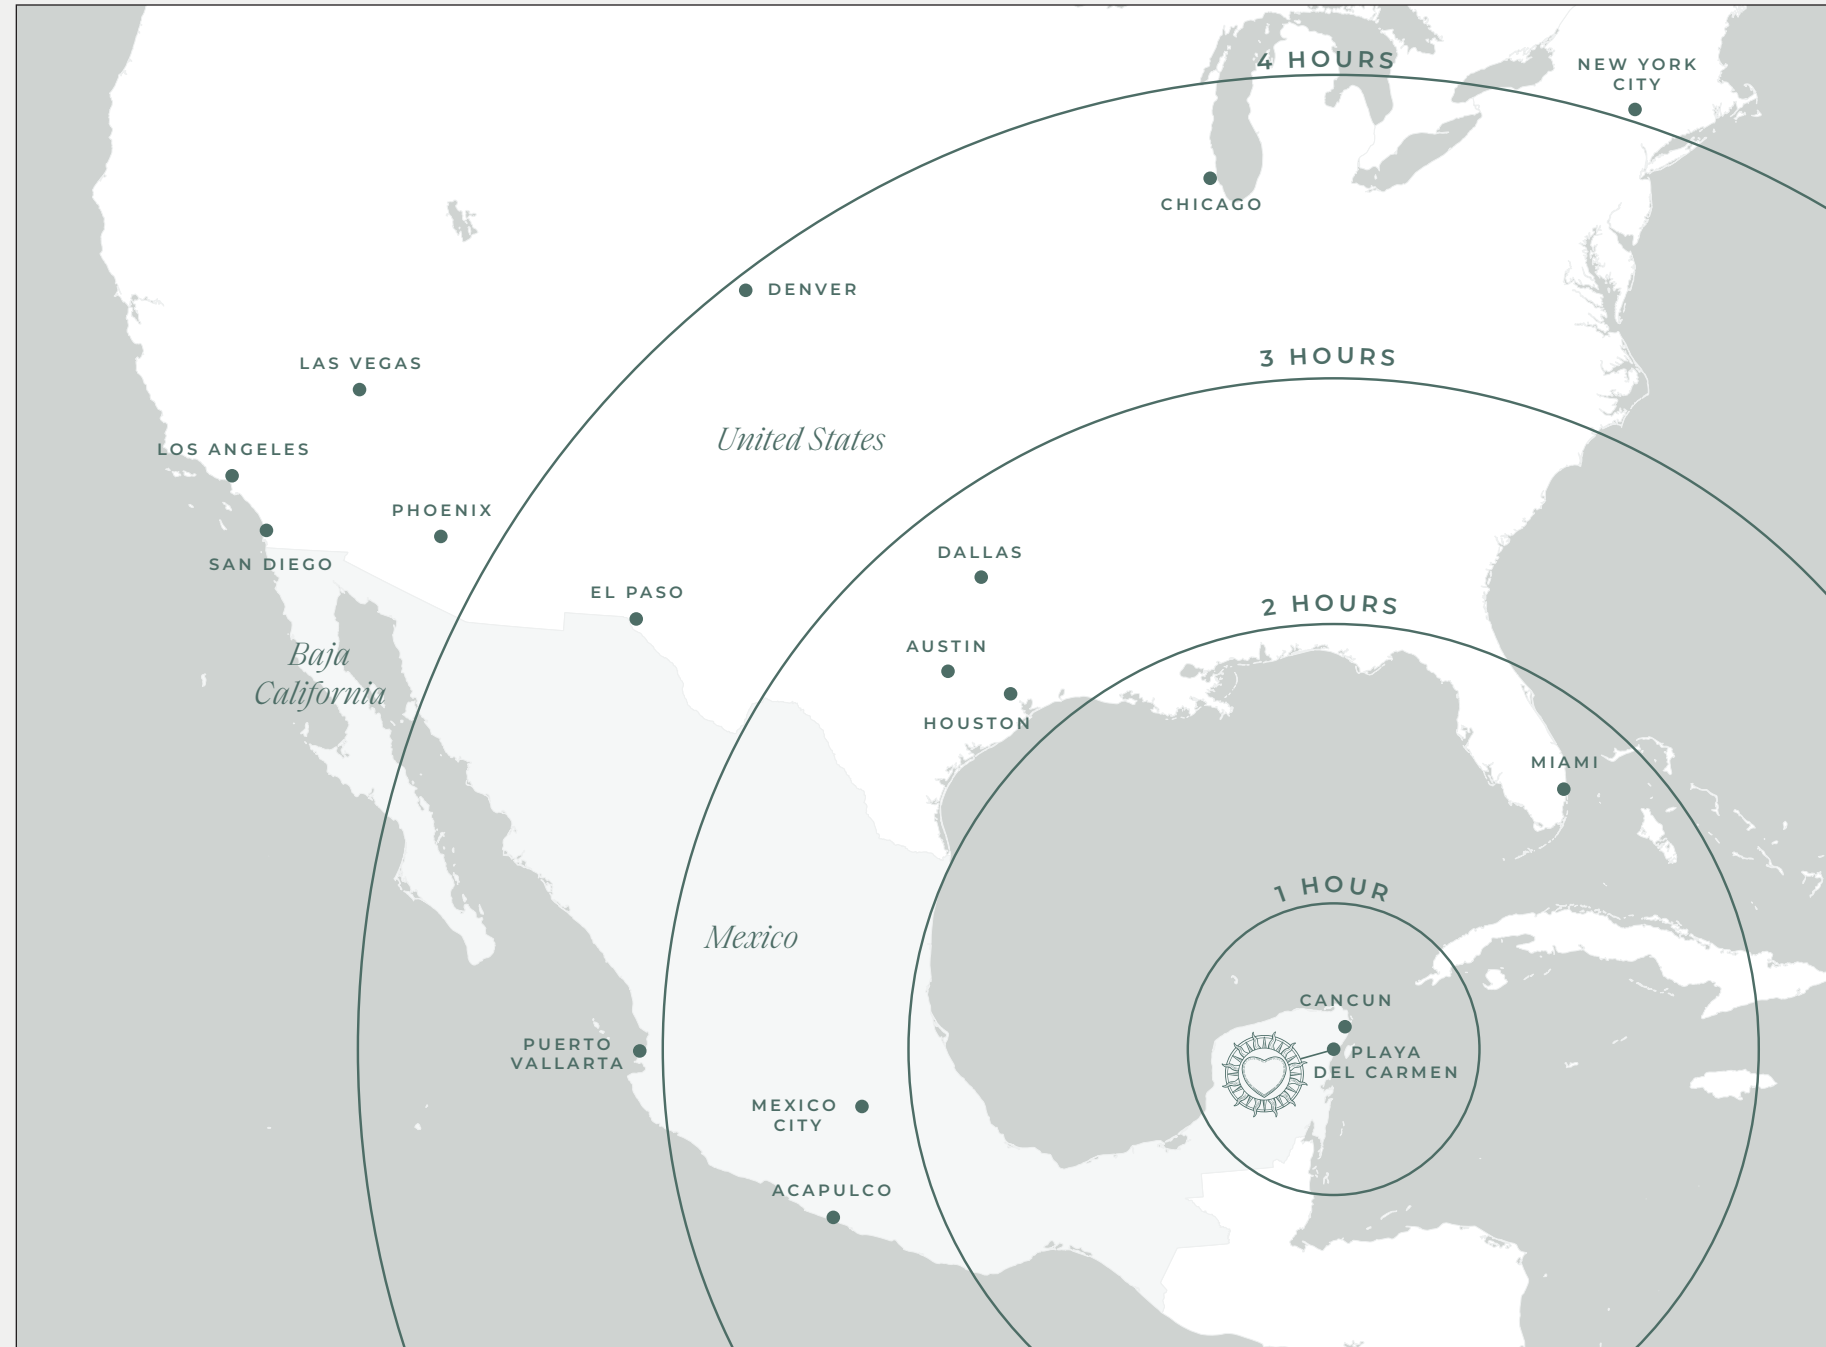 4 HOURS
NEW YORK
CITY
CHICAGO
DENVER
3 HOURS
LAS VEGAS
United States
LOS ANGELES
PHOENIX
DALLAS
SAN DIEGO
EL PASO
2 HOURS
AUSTIN
Baja
California
HOUSTON
MIAMI
1 HOUR
Mexico
CANCUN
PUERTO
VALLARTA
PLAYA
DEL CARMEN
MEXICO
CITY
ACAPULCO